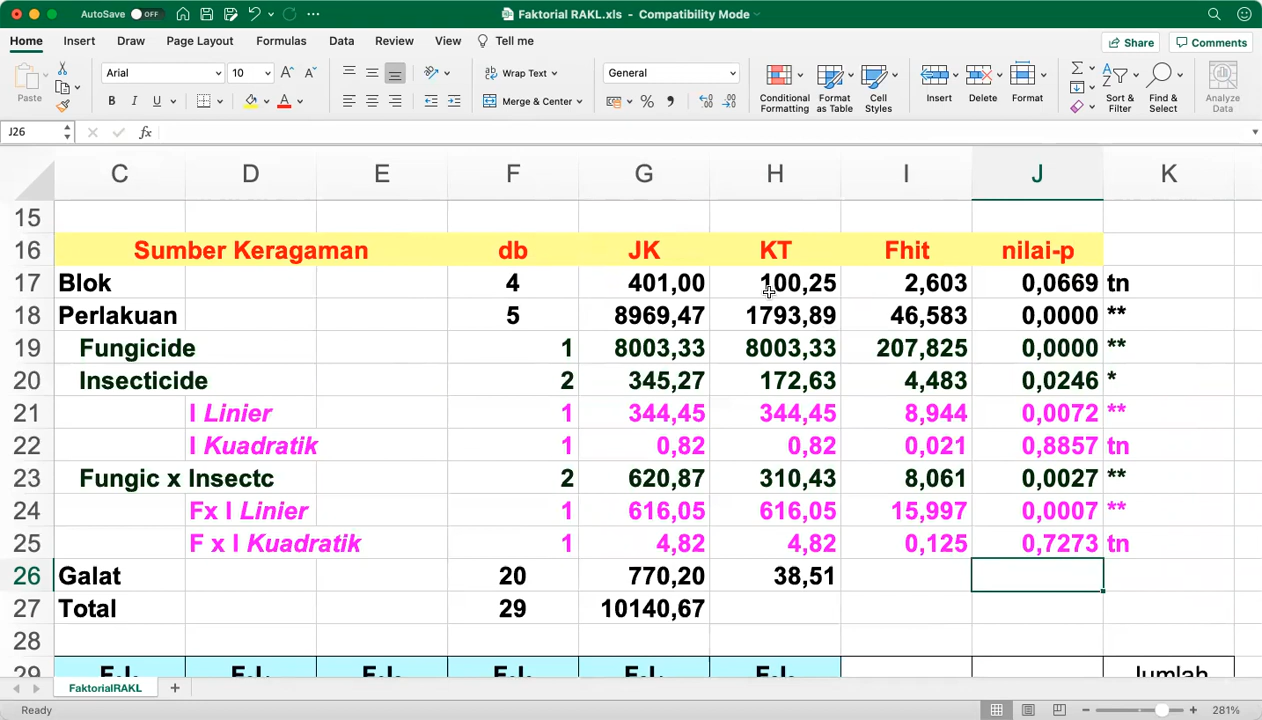 AutoSave OFF
Faktorial RAKL.xls - Compatibility Mode
Home Insert Draw Page Layout Formulas Data Review View Tell me
Share Comments
Paste
Arial 10
B I U
Wrap Text
Merge & Center
General
Conditional Formatting
Format as Table
Cell Styles
Insert
Delete
Format
Sort & Filter
Find & Select
Analyze Data
J26 fx
C D E F G H I J K
15
16 Sumber Keragaman db JK KT Fhit nilai-p
17 Blok 4 401,00 100,25 2,603 0,0669 tn
18 Perlakuan 5 8969,47 1793,89 46,583 0,0000 **
19 Fungicide 1 8003,33 8003,33 207,825 0,0000 **
20 Insecticide 2 345,27 172,63 4,483 0,0246 *
21 I Linier 1 344,45 344,45 8,944 0,0072 **
22 I Kuadratik 1 0,82 0,82 0,021 0,8857 tn
23 Fungic x Insectc 2 620,87 310,43 8,061 0,0027 **
24 Fx I Linier 1 616,05 616,05 15,997 0,0007 **
25 F x I Kuadratik 1 4,82 4,82 0,125 0,7273 tn
26 Galat 20 770,20 38,51
27 Total 29 10140,67
28
29 Jumlah
FaktorialRAKL
Ready 281%